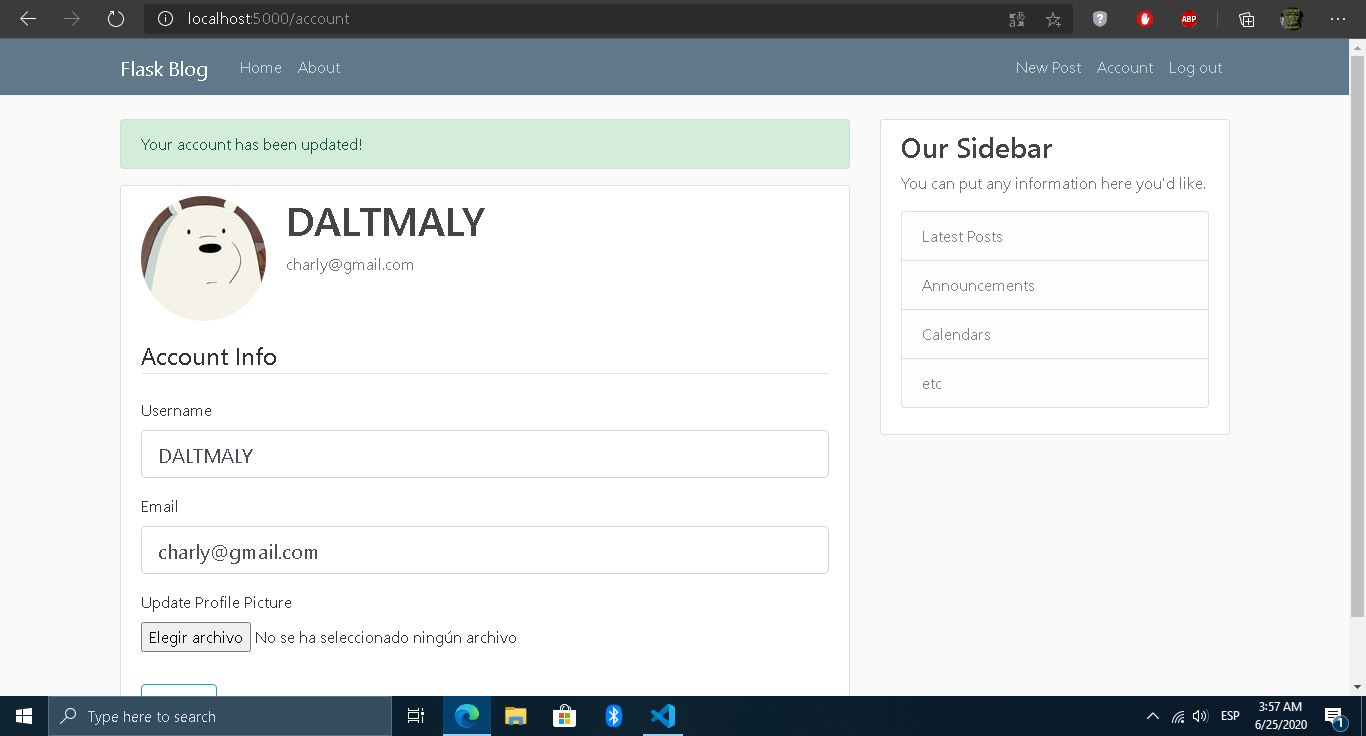 localhost:5000/account
ABP
Flask Blog Home About New Post Account Log out
Your account has been updated!
DALTMALY
charly@gmail.com
Account Info
Username
DALTMALY
Email
charly@gmail.com
Update Profile Picture
Elegir archivo No se ha seleccionado ningún archivo
Our Sidebar
You can put any information here you'd like.
Latest Posts
Announcements
Calendars
etc
Type here to search
ESP
3:57 AM
6/25/2020
1